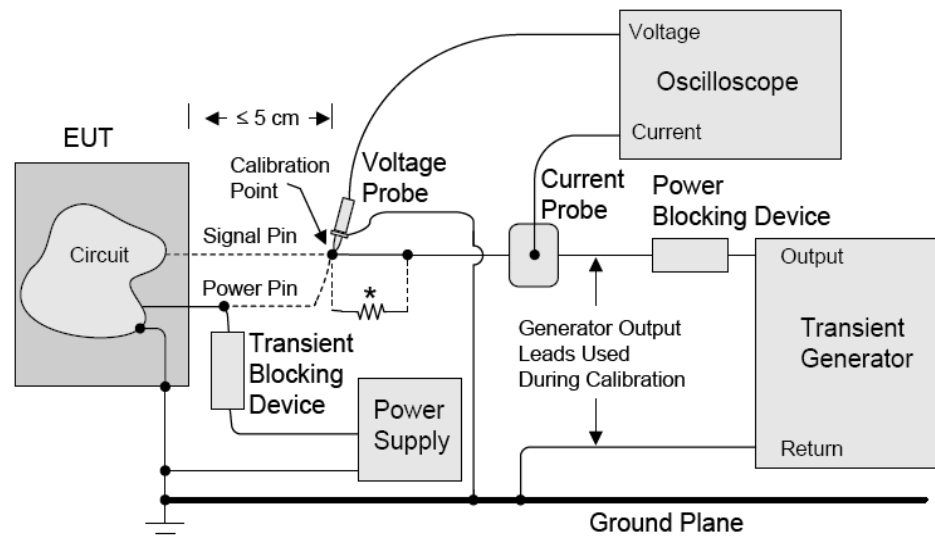 Voltage
Oscilloscope
Current
≤ 5 cm
EUT
Calibration
Point
Voltage
Probe
Current
Probe
Power
Blocking Device
Signal Pin
Circuit
Output
Power Pin
*
Generator Output
Leads Used
During Calibration
Transient
Generator
Transient
Blocking
Device
Power
Supply
Return
Ground Plane